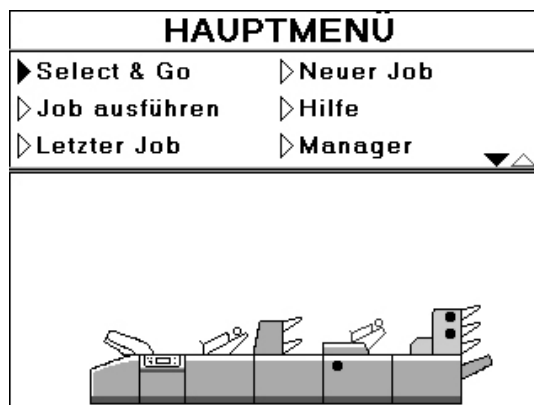 HAUPTMENÜ
Select & Go
Neuer Job
Job ausführen
Hilfe
Letzter Job
Manager